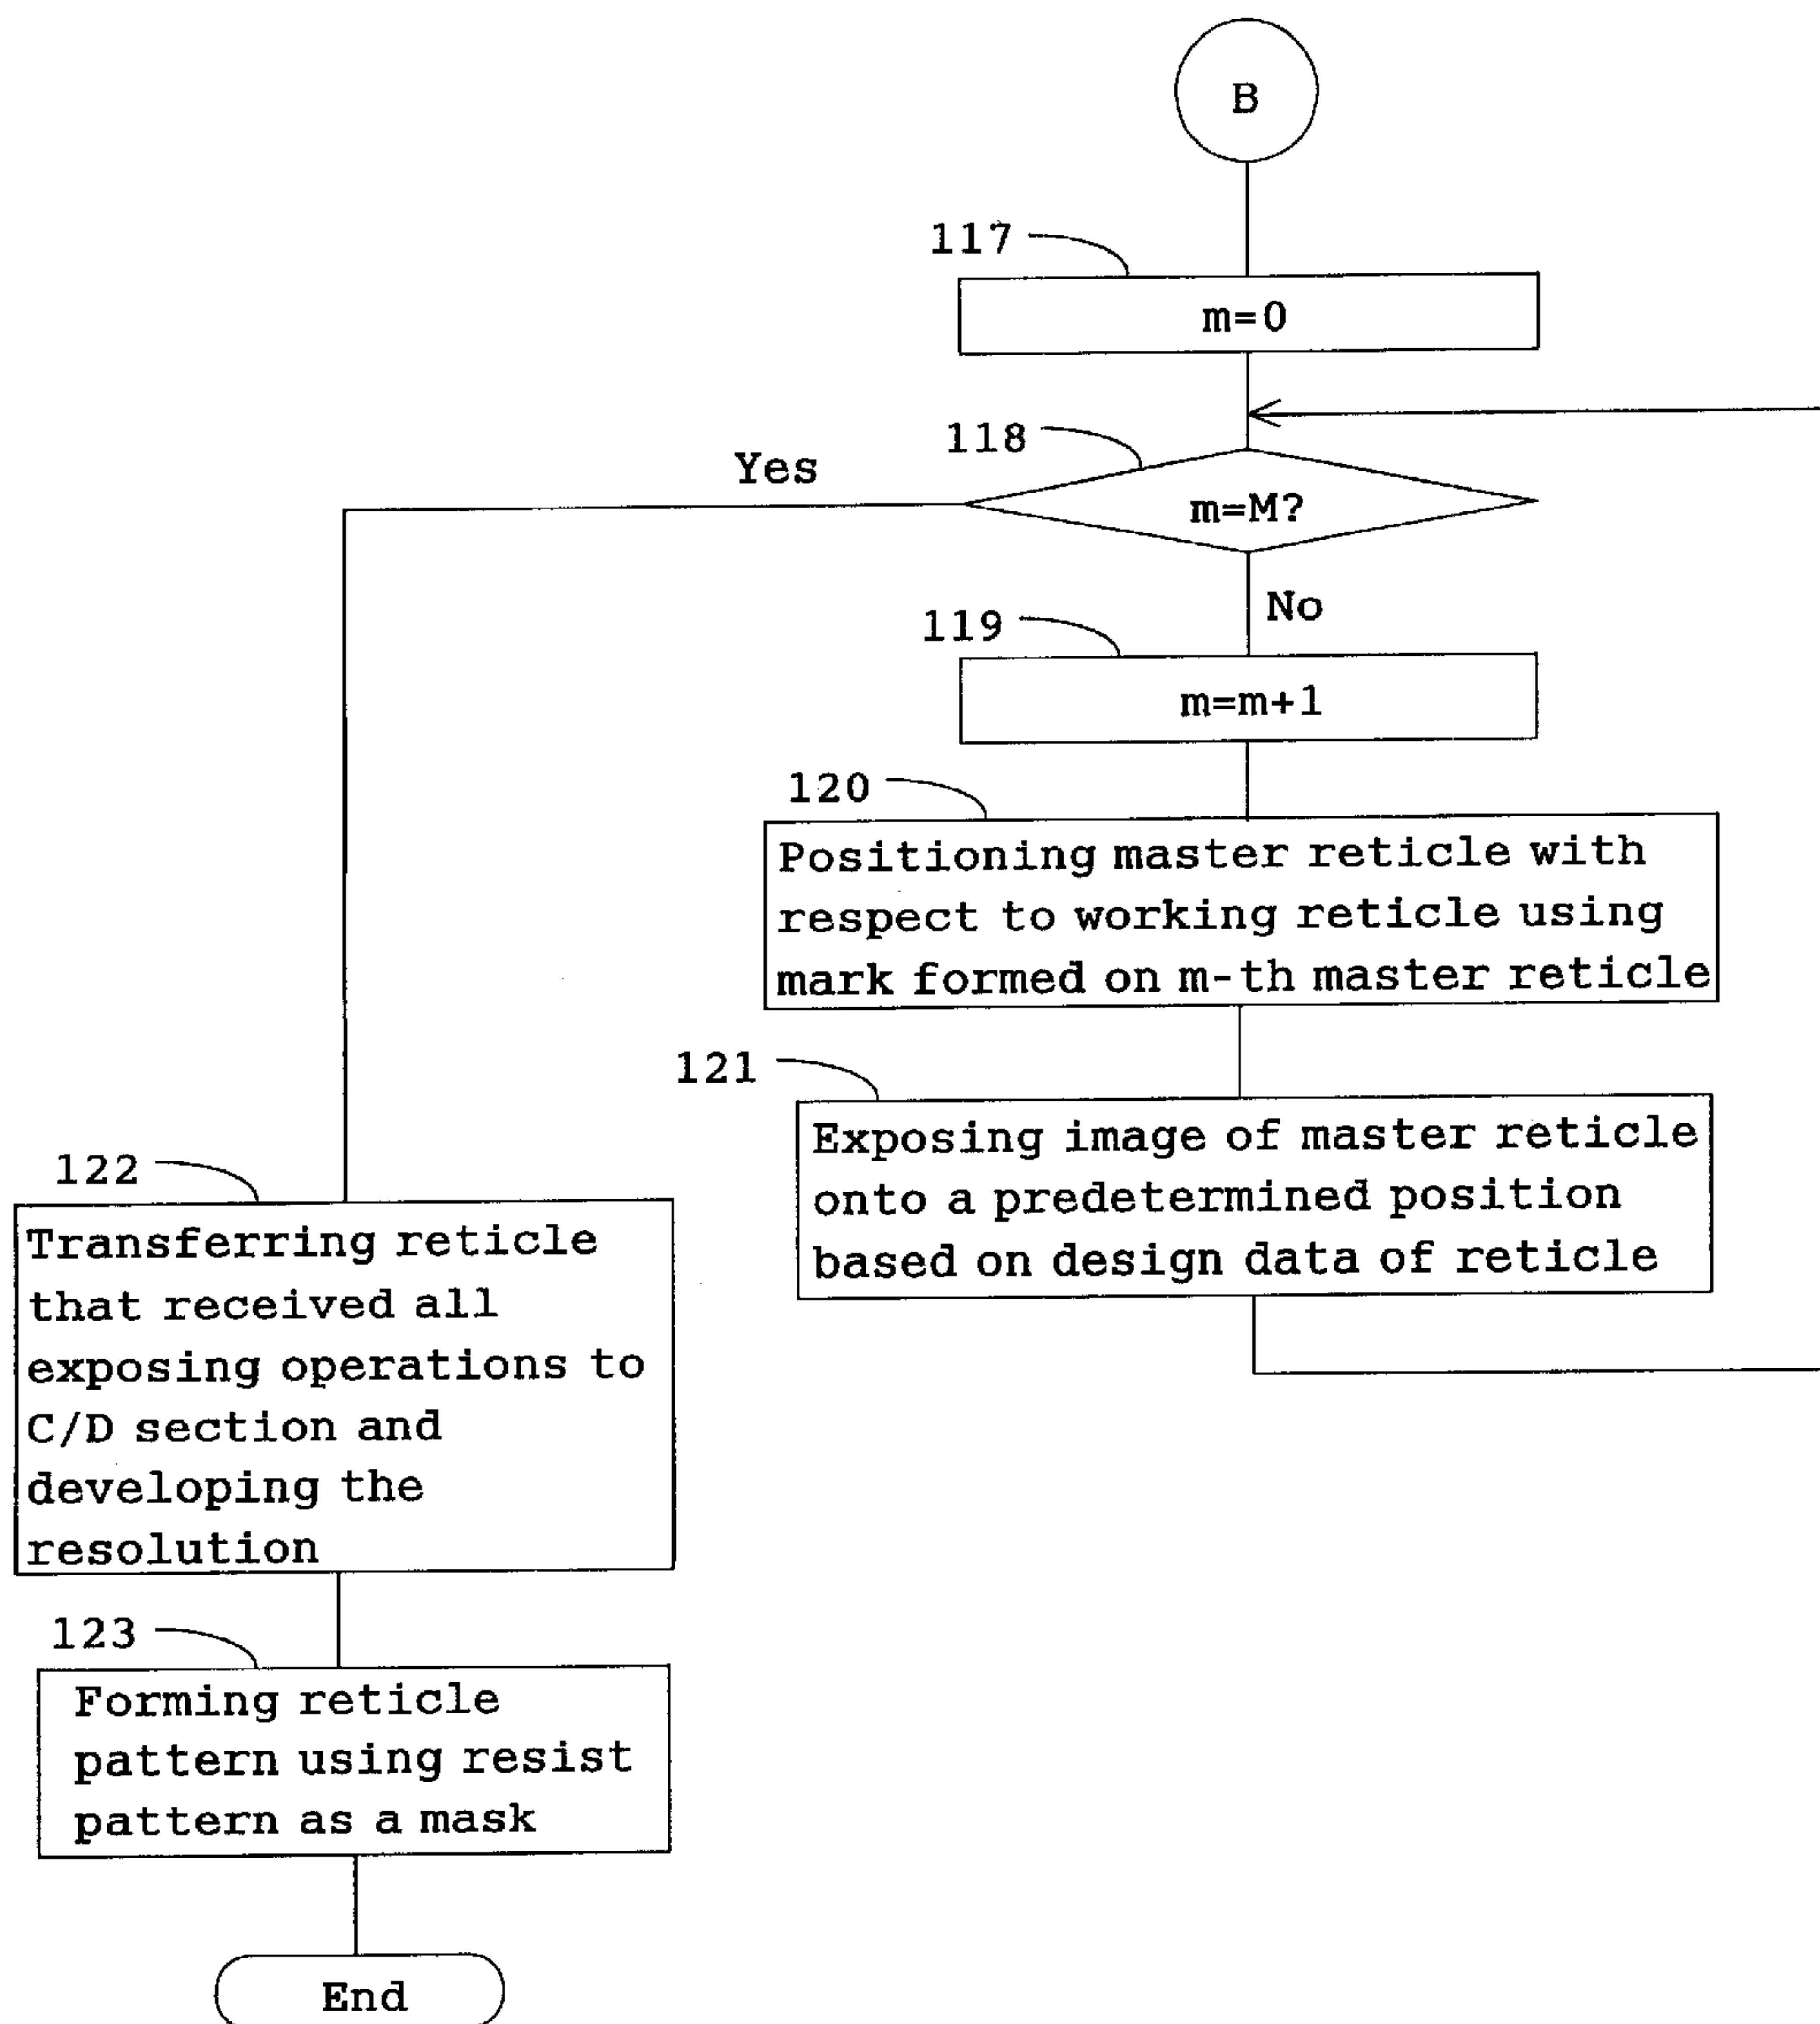 B
117
m=0
118
Yes
m=M?
No
119
m=m+1
120
Positioning master reticle with
respect to working reticle using
mark formed on m-th master reticle
121
Exposing image of master reticle
onto a predetermined position
based on design data of reticle
122
Transferring reticle
that received all
exposing operations to
C/D section and
developing the
resolution
123
Forming reticle
pattern using resist
pattern as a mask
End